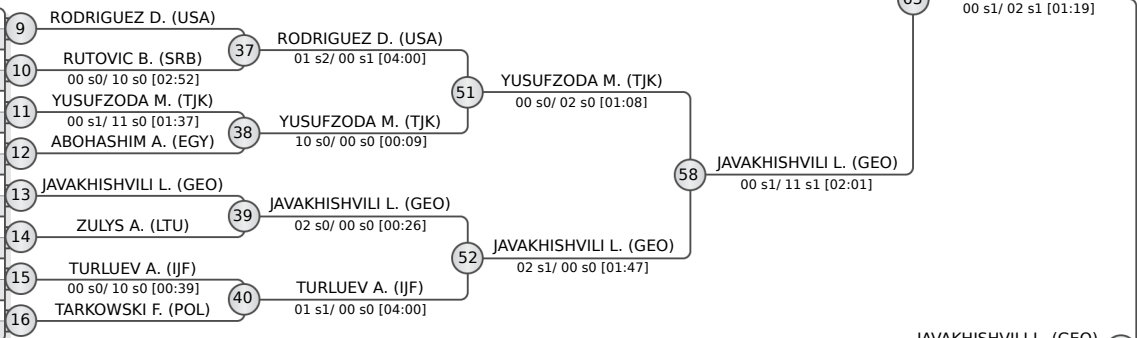 63
00 s1/ 02 s1 [01:19]
9
RODRIGUEZ D. (USA)
37
RODRIGUEZ D. (USA)
01 s2/ 00 s1 [04:00]
10
RUTOVIC B. (SRB)
00 s0/ 10 s0 [02:52]
51
YUSUFZODA M. (TJK)
00 s0/ 02 s0 [01:08]
11
YUSUFZODA M. (TJK)
00 s1/ 11 s0 [01:37]
38
YUSUFZODA M. (TJK)
10 s0/ 00 s0 [00:09]
12
ABOHASHIM A. (EGY)
58
JAVAKHISHVILI L. (GEO)
00 s1/ 11 s1 [02:01]
13
JAVAKHISHVILI L. (GEO)
39
JAVAKHISHVILI L. (GEO)
02 s0/ 00 s0 [00:26]
14
ZULYS A. (LTU)
52
JAVAKHISHVILI L. (GEO)
02 s1/ 00 s0 [01:47]
15
TURLUEV A. (IJF)
00 s0/ 10 s0 [00:39]
40
TURLUEV A. (IJF)
01 s1/ 00 s0 [04:00]
16
TARKOWSKI F. (POL)
JAVAKHISHVILI L. (GEO)